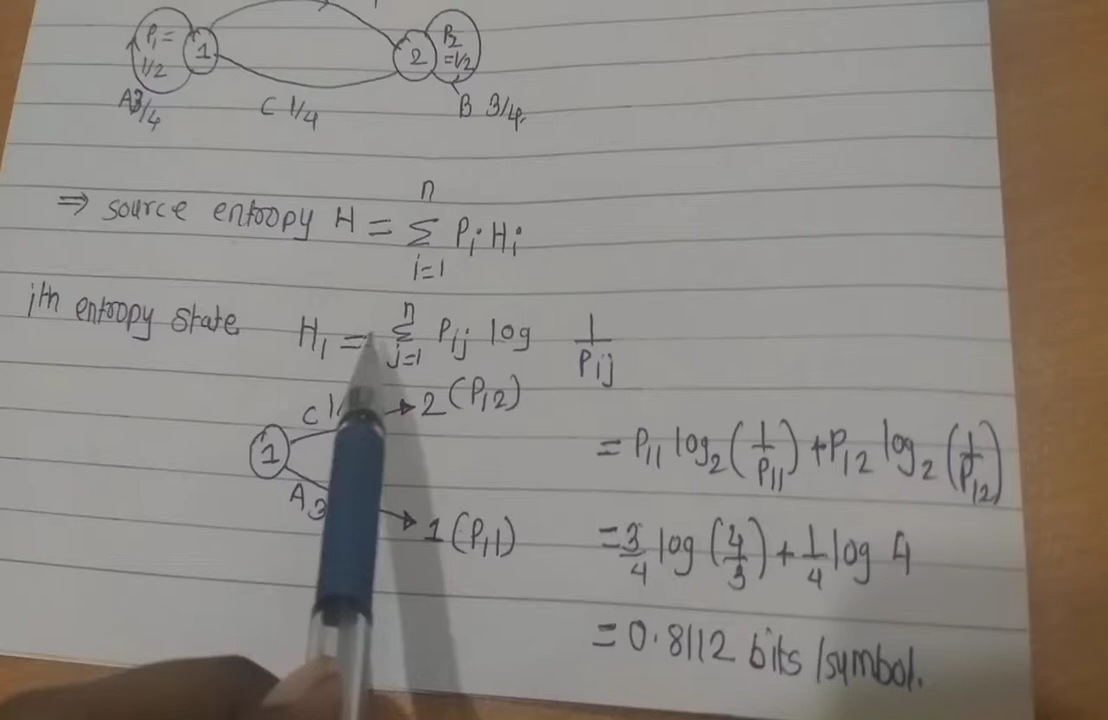 P₁ = 1/2
1
2
P₂ = 1/2
A 3/4
C 1/4
B 3/4.
⇒ source entropy H = Σ (i=1 to n) Pᵢ Hᵢ
ith entropy state H₁ = Σ (j=1 to n) Pᵢⱼ log 1/Pᵢⱼ
C 1/
→ 2 (P₁₂)
1
A 3
→ 1 (P₁₁)
= P₁₁ log₂ (1/P₁₁) + P₁₂ log₂ (1/P₁₂)
= 3/4 log (4/3) + 1/4 log 4
= 0.8112 bits/symbol.